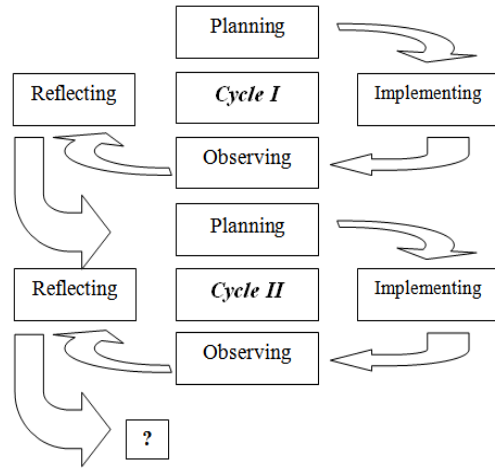 Planning
Reflecting
Cycle I
Implementing
Observing
Planning
Reflecting
Cycle II
Implementing
Observing
?